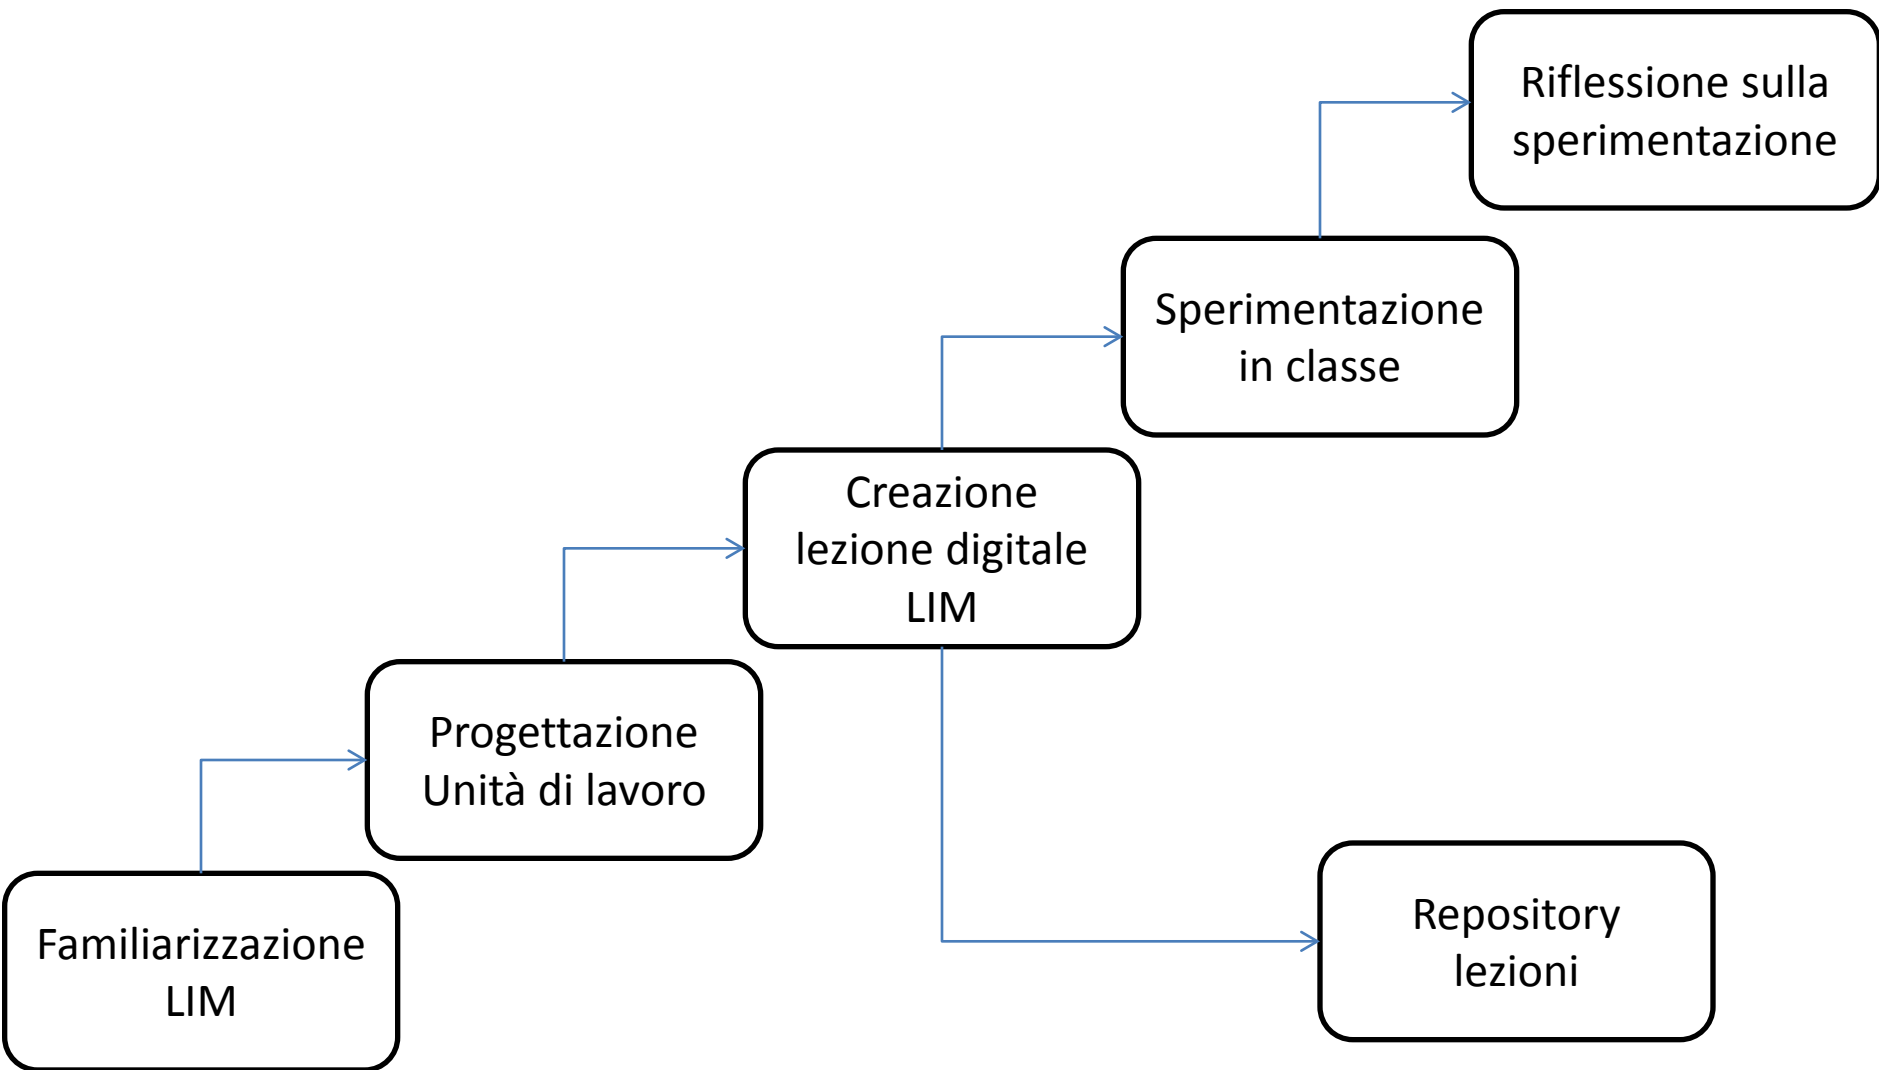 Riflessione sulla
sperimentazione
Sperimentazione
in classe
Creazione
lezione digitale
LIM
Progettazione
Unità di lavoro
Familiarizzazione
LIM
Repository
lezioni